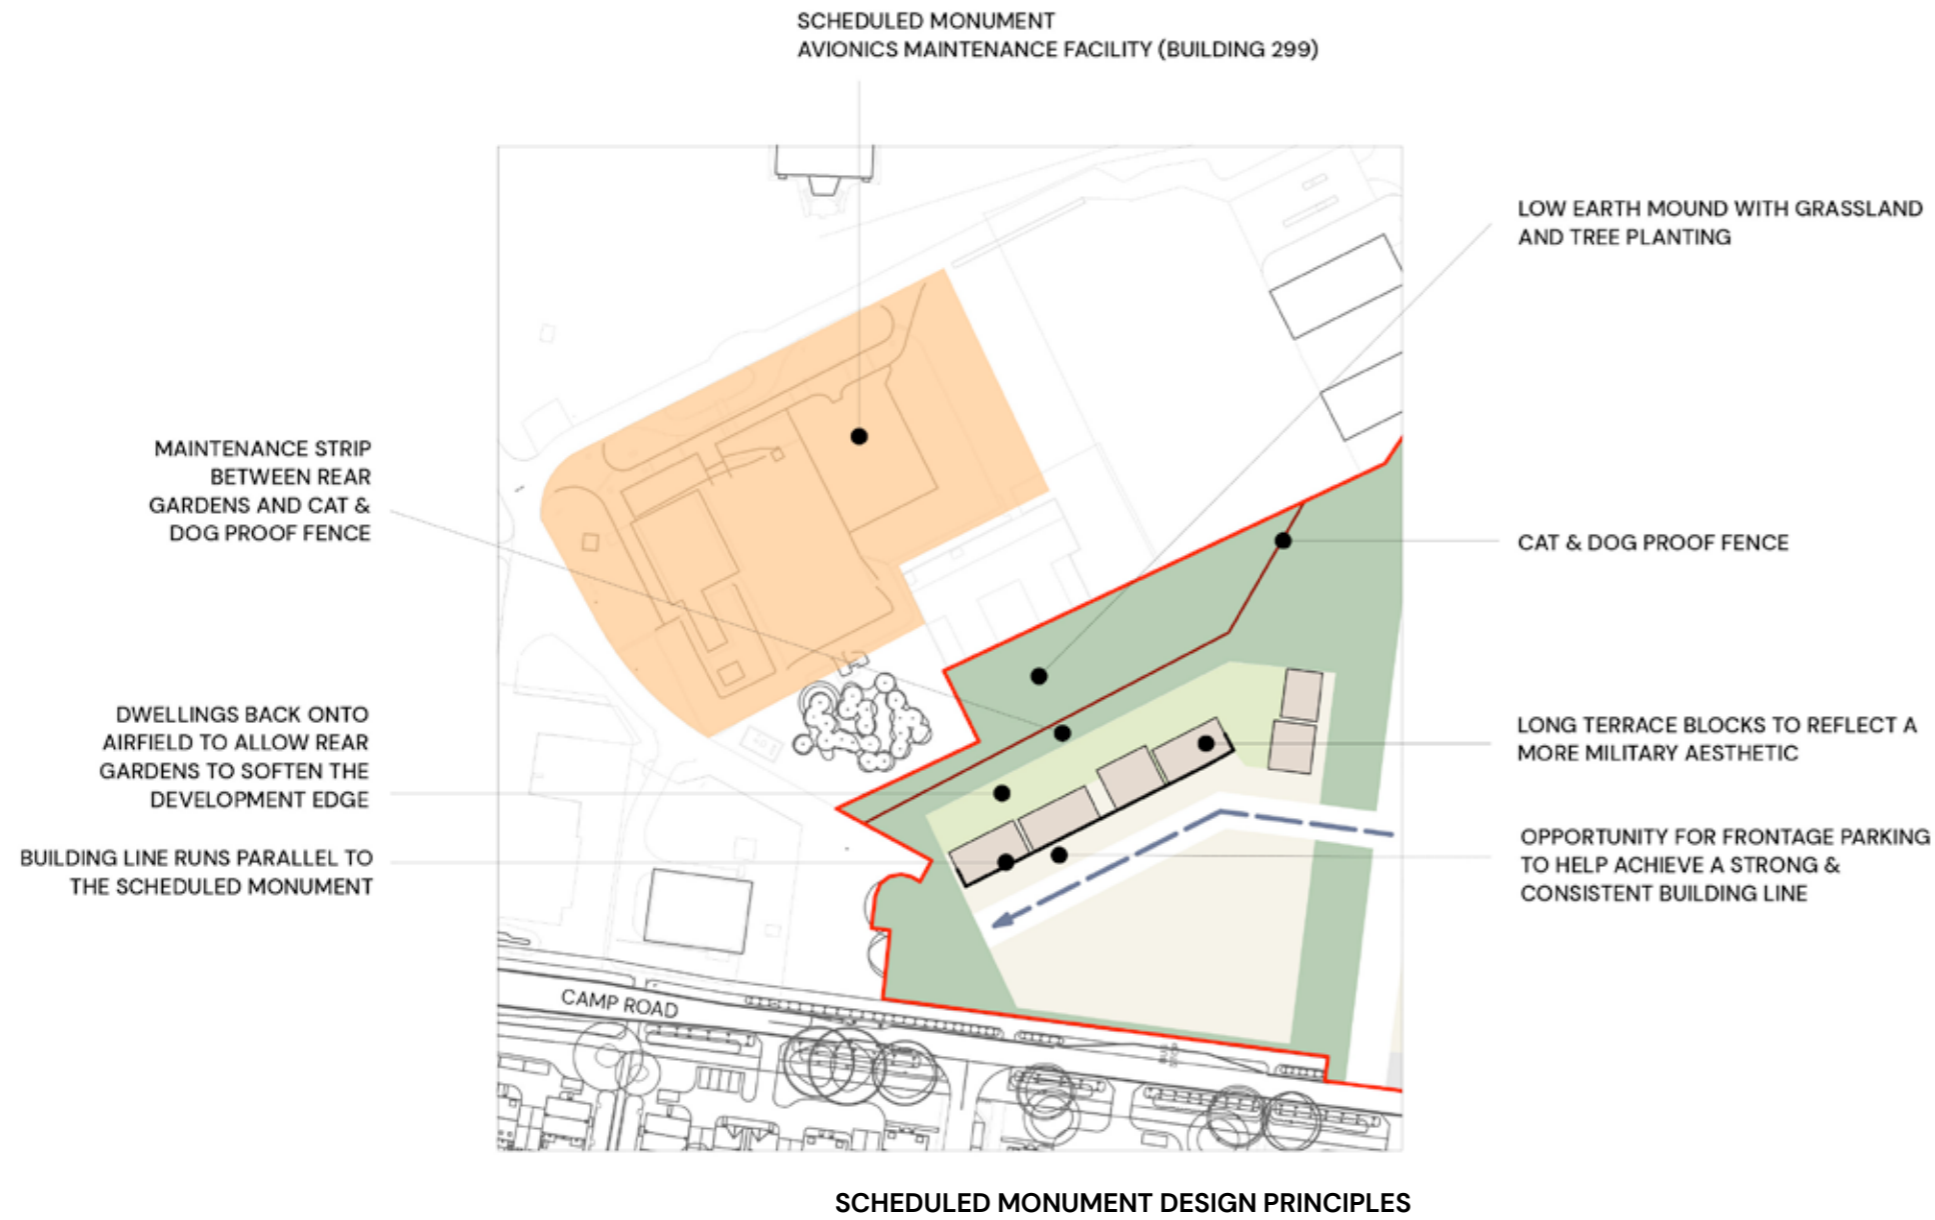 SCHEDULED MONUMENT
AVIONICS MAINTENANCE FACILITY (BUILDING 299)
LOW EARTH MOUND WITH GRASSLAND
AND TREE PLANTING
MAINTENANCE STRIP
BETWEEN REAR
GARDENS AND CAT &
DOG PROOF FENCE
CAT & DOG PROOF FENCE
DWELLINGS BACK ONTO
AIRFIELD TO ALLOW REAR
GARDENS TO SOFTEN THE
DEVELOPMENT EDGE
LONG TERRACE BLOCKS TO REFLECT A
MORE MILITARY AESTHETIC
BUILDING LINE RUNS PARALLEL TO
THE SCHEDULED MONUMENT
OPPORTUNITY FOR FRONTAGE PARKING
TO HELP ACHIEVE A STRONG &
CONSISTENT BUILDING LINE
CAMP ROAD
SCHEDULED MONUMENT DESIGN PRINCIPLES